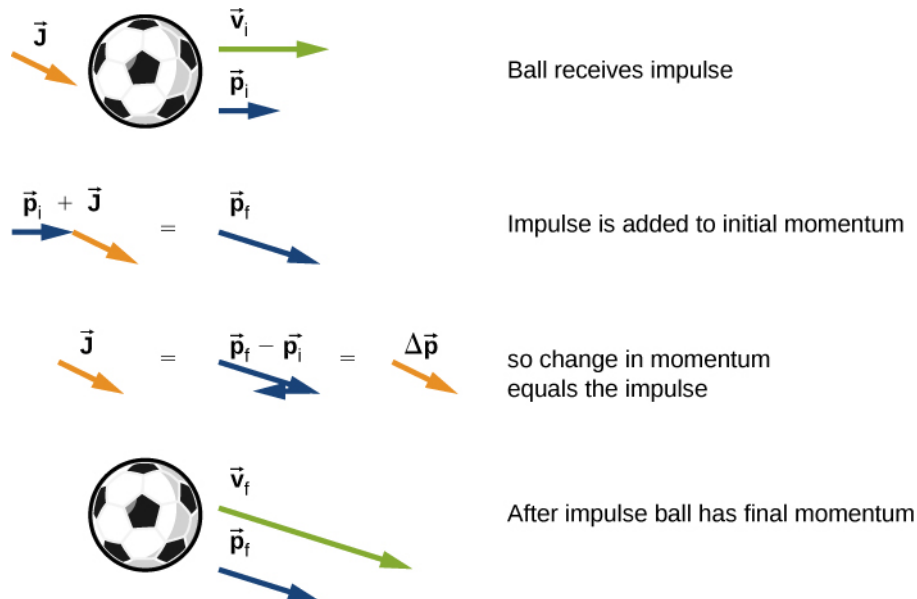 J⃗
v⃗ᵢ
p⃗ᵢ
Ball receives impulse
p⃗ᵢ + J⃗
=
p⃗f
Impulse is added to initial momentum
J⃗ = p⃗f − p⃗ᵢ = Δp⃗
so change in momentum
equals the impulse
v⃗f
p⃗f
After impulse ball has final momentum